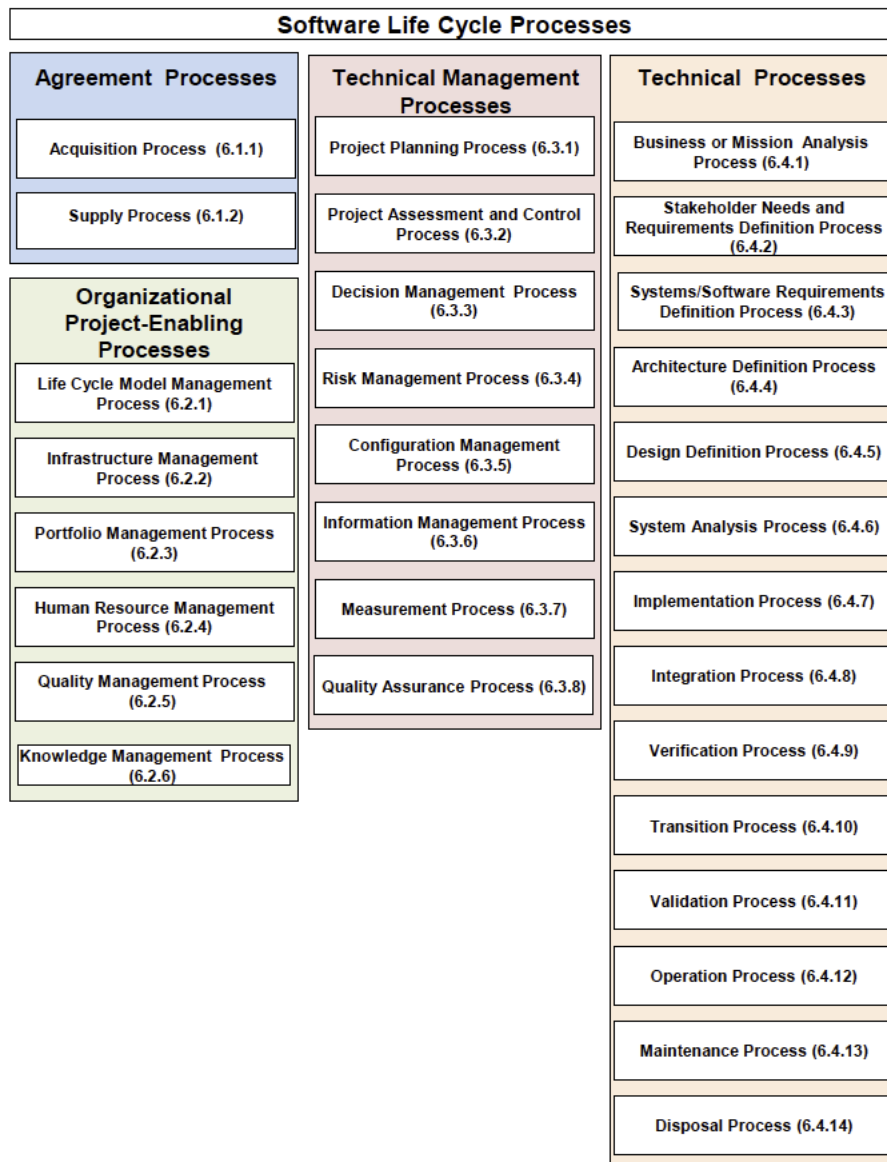 Software Life Cycle Processes
Agreement Processes
Acquisition Process (6.1.1)
Supply Process (6.1.2)
Organizational
Project-Enabling
Processes
Life Cycle Model Management
Process (6.2.1)
Infrastructure Management
Process (6.2.2)
Portfolio Management Process
(6.2.3)
Human Resource Management
Process (6.2.4)
Quality Management Process
(6.2.5)
Knowledge Management Process
(6.2.6)
Technical Management
Processes
Project Planning Process (6.3.1)
Project Assessment and Control
Process (6.3.2)
Decision Management Process
(6.3.3)
Risk Management Process (6.3.4)
Configuration Management
Process (6.3.5)
Information Management Process
(6.3.6)
Measurement Process (6.3.7)
Quality Assurance Process (6.3.8)
Technical Processes
Business or Mission Analysis
Process (6.4.1)
Stakeholder Needs and
Requirements Definition Process
(6.4.2)
Systems/Software Requirements
Definition Process (6.4.3)
Architecture Definition Process
(6.4.4)
Design Definition Process (6.4.5)
System Analysis Process (6.4.6)
Implementation Process (6.4.7)
Integration Process (6.4.8)
Verification Process (6.4.9)
Transition Process (6.4.10)
Validation Process (6.4.11)
Operation Process (6.4.12)
Maintenance Process (6.4.13)
Disposal Process (6.4.14)